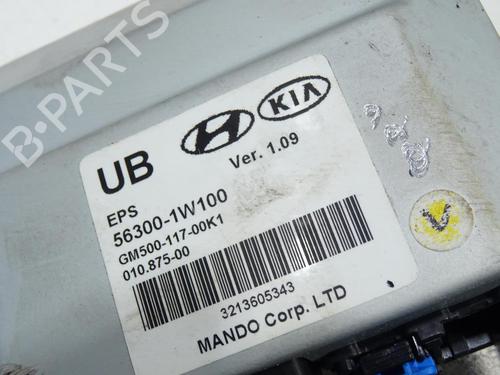 B-PARTS
KIA
UB
Ver. 1.09
EPS
56300-1W100
GM500-117-00K1
010.875-00
3213605343
MANDO Corp. LTD